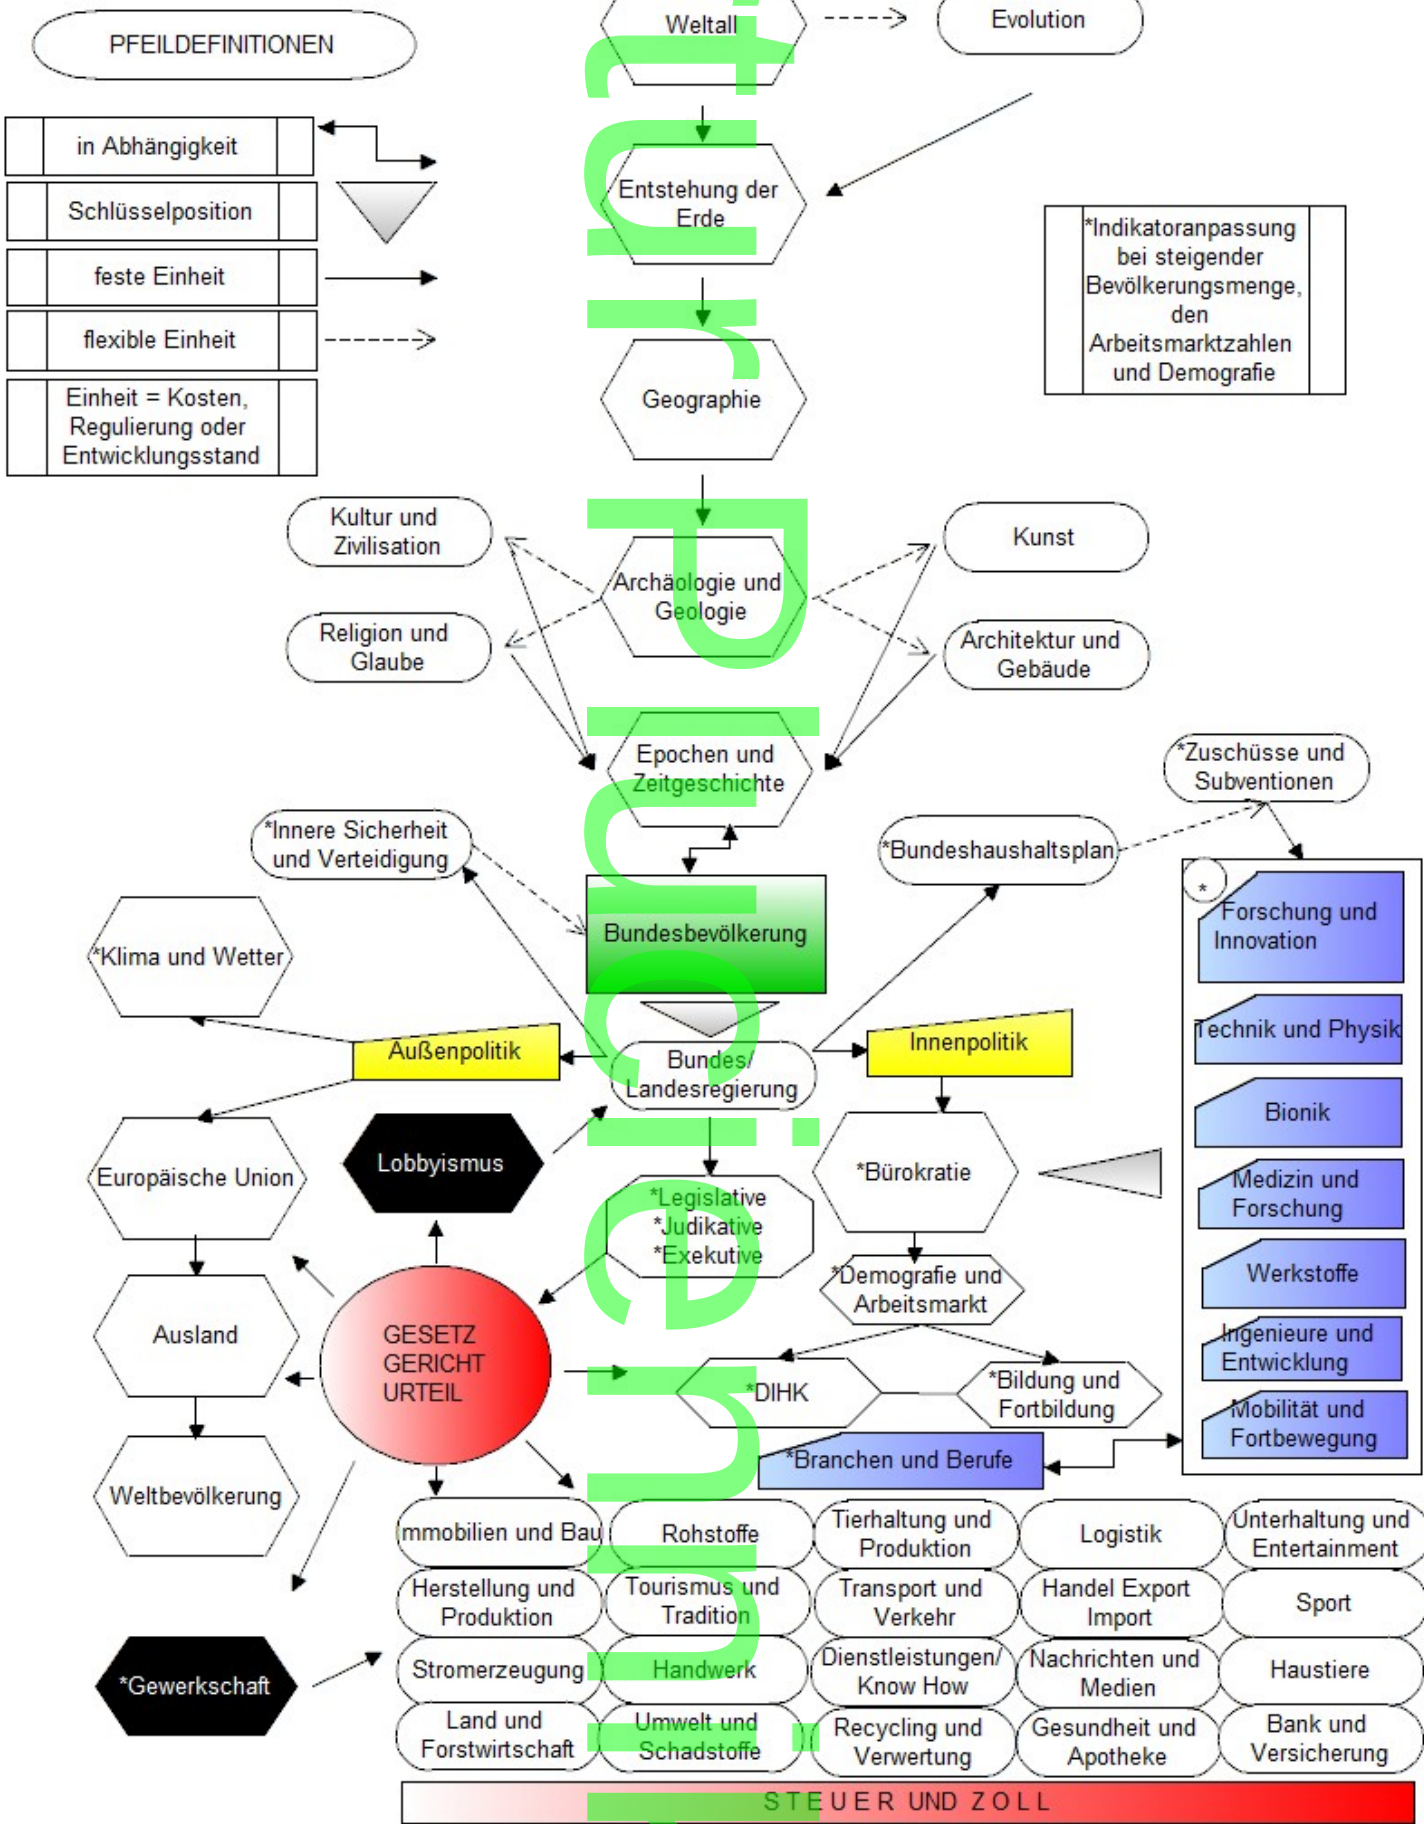 PFEILDEFINITIONEN
Weltall
Evolution
in Abhängigkeit
Schlüsselposition
feste Einheit
flexible Einheit
Einheit = Kosten,
Regulierung oder
Entwicklungsstand
Entstehung der
Erde
*Indikatoranpassung
bei steigender
Bevölkerungsmenge,
den
Arbeitsmarktzahlen
und Demografie
Geographie
Kultur und
Zivilisation
Religion und
Glaube
Archäologie und
Geologie
Kunst
Architektur und
Gebäude
Epochen und
Zeitgeschichte
*Zuschüsse und
Subventionen
*Innere Sicherheit
und Verteidigung
*Bundeshaushaltsplan
Bundesbevölkerung
*Klima und Wetter
Außenpolitik
Bundes/
Landesregierung
Innenpolitik
*
Forschung und
Innovation
Technik und Physik
Bionik
Medizin und
Forschung
Werkstoffe
Ingenieure und
Entwicklung
Mobilität und
Fortbewegung
Europäische Union
Lobbyismus
*Legislative
*Judikative
*Exekutive
*Bürokratie
*Demografie und
Arbeitsmarkt
Ausland
GESETZ
GERICHT
URTEIL
*DIHK
*Bildung und
Fortbildung
*Branchen und Berufe
Weltbevölkerung
mmobilien und Bau
Rohstoffe
Tierhaltung und
Produktion
Logistik
Unterhaltung und
Entertainment
Herstellung und
Produktion
Tourismus und
Tradition
Transport und
Verkehr
Handel Export
Import
Sport
*Gewerkschaft
Stromerzeugung
Handwerk
Dienstleistungen/
Know How
Nachrichten und
Medien
Haustiere
Land und
Forstwirtschaft
Umwelt und
Schadstoffe
Recycling und
Verwertung
Gesundheit und
Apotheke
Bank und
Versicherung
STEUER UND ZOLL